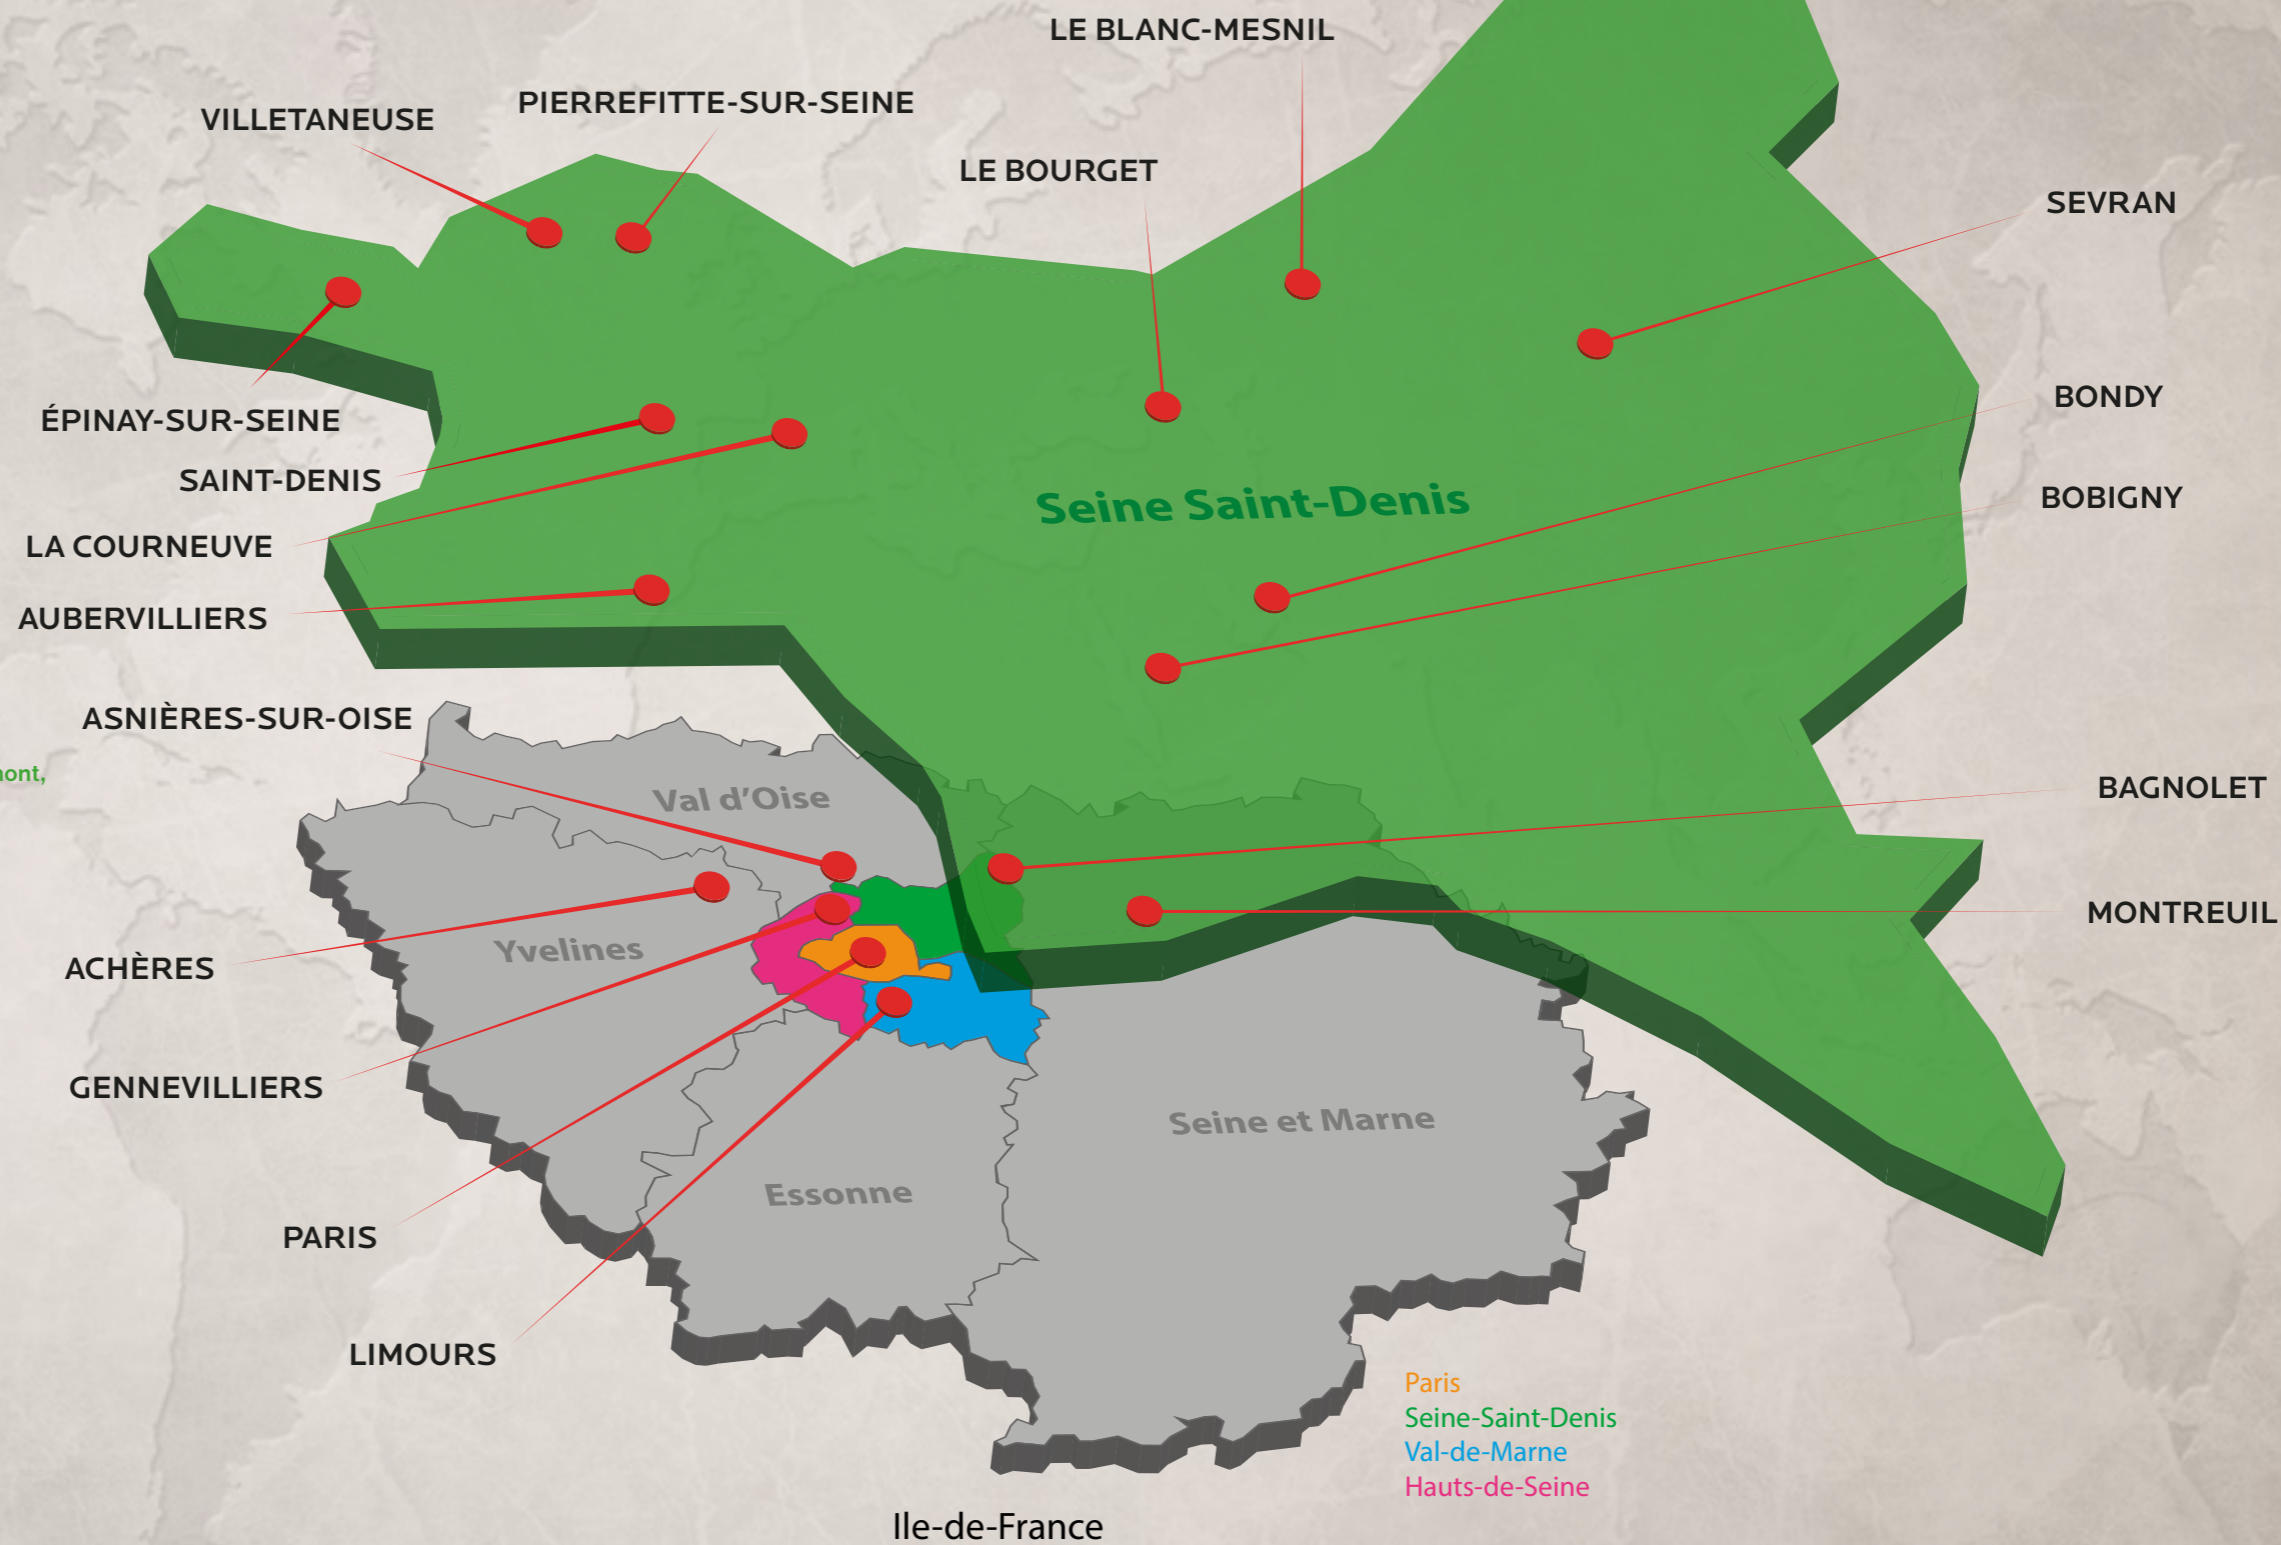 LE BLANC-MESNIL
PIERREFITTE-SUR-SEINE
VILLETANEUSE
LE BOURGET
SEVRAN
BONDY
ÉPINAY-SUR-SEINE
SAINT-DENIS
Seine Saint-Denis
BOBIGNY
LA COURNEUVE
AUBERVILLIERS
ASNIÈRES-SUR-OISE
mont,
Val d'Oise
BAGNOLET
MONTREUIL
Yvelines
ACHÈRES
GENNEVILLIERS
Seine et Marne
Essonne
PARIS
LIMOURS
Paris
Seine-Saint-Denis
Val-de-Marne
Hauts-de-Seine
Ile-de-France